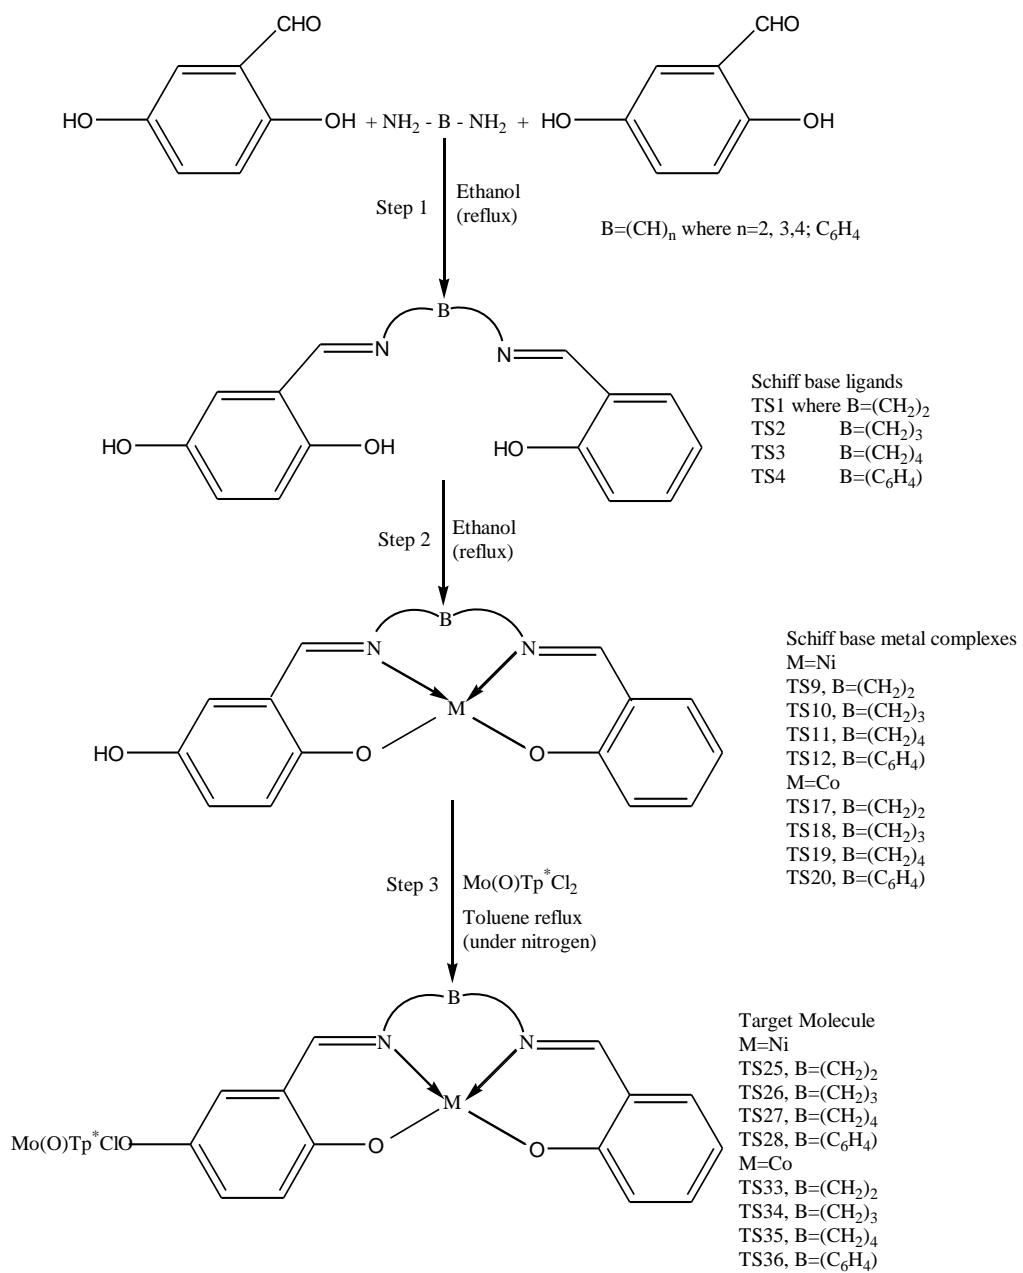 CHO
CHO
HO
OH + NH2 - B - NH2 +
HO
OH
Step 1
Ethanol
(reflux)
B=(CH)n where n=2, 3,4; C6H4
B
N
N
HO
OH
HO
Schiff base ligands
TS1 where B=(CH2)2
TS2 B=(CH2)3
TS3 B=(CH2)4
TS4 B=(C6H4)
Step 2
Ethanol
(reflux)
B
N
N
M
HO
O
O
Schiff base metal complexes
M=Ni
TS9, B=(CH2)2
TS10, B=(CH2)3
TS11, B=(CH2)4
TS12, B=(C6H4)
M=Co
TS17, B=(CH2)2
TS18, B=(CH2)3
TS19, B=(CH2)4
TS20, B=(C6H4)
Step 3
Mo(O)Tp*Cl2
Toluene reflux
(under nitrogen)
B
N
N
M
Mo(O)Tp*ClO
O
O
Target Molecule
M=Ni
TS25, B=(CH2)2
TS26, B=(CH2)3
TS27, B=(CH2)4
TS28, B=(C6H4)
M=Co
TS33, B=(CH2)2
TS34, B=(CH2)3
TS35, B=(CH2)4
TS36, B=(C6H4)